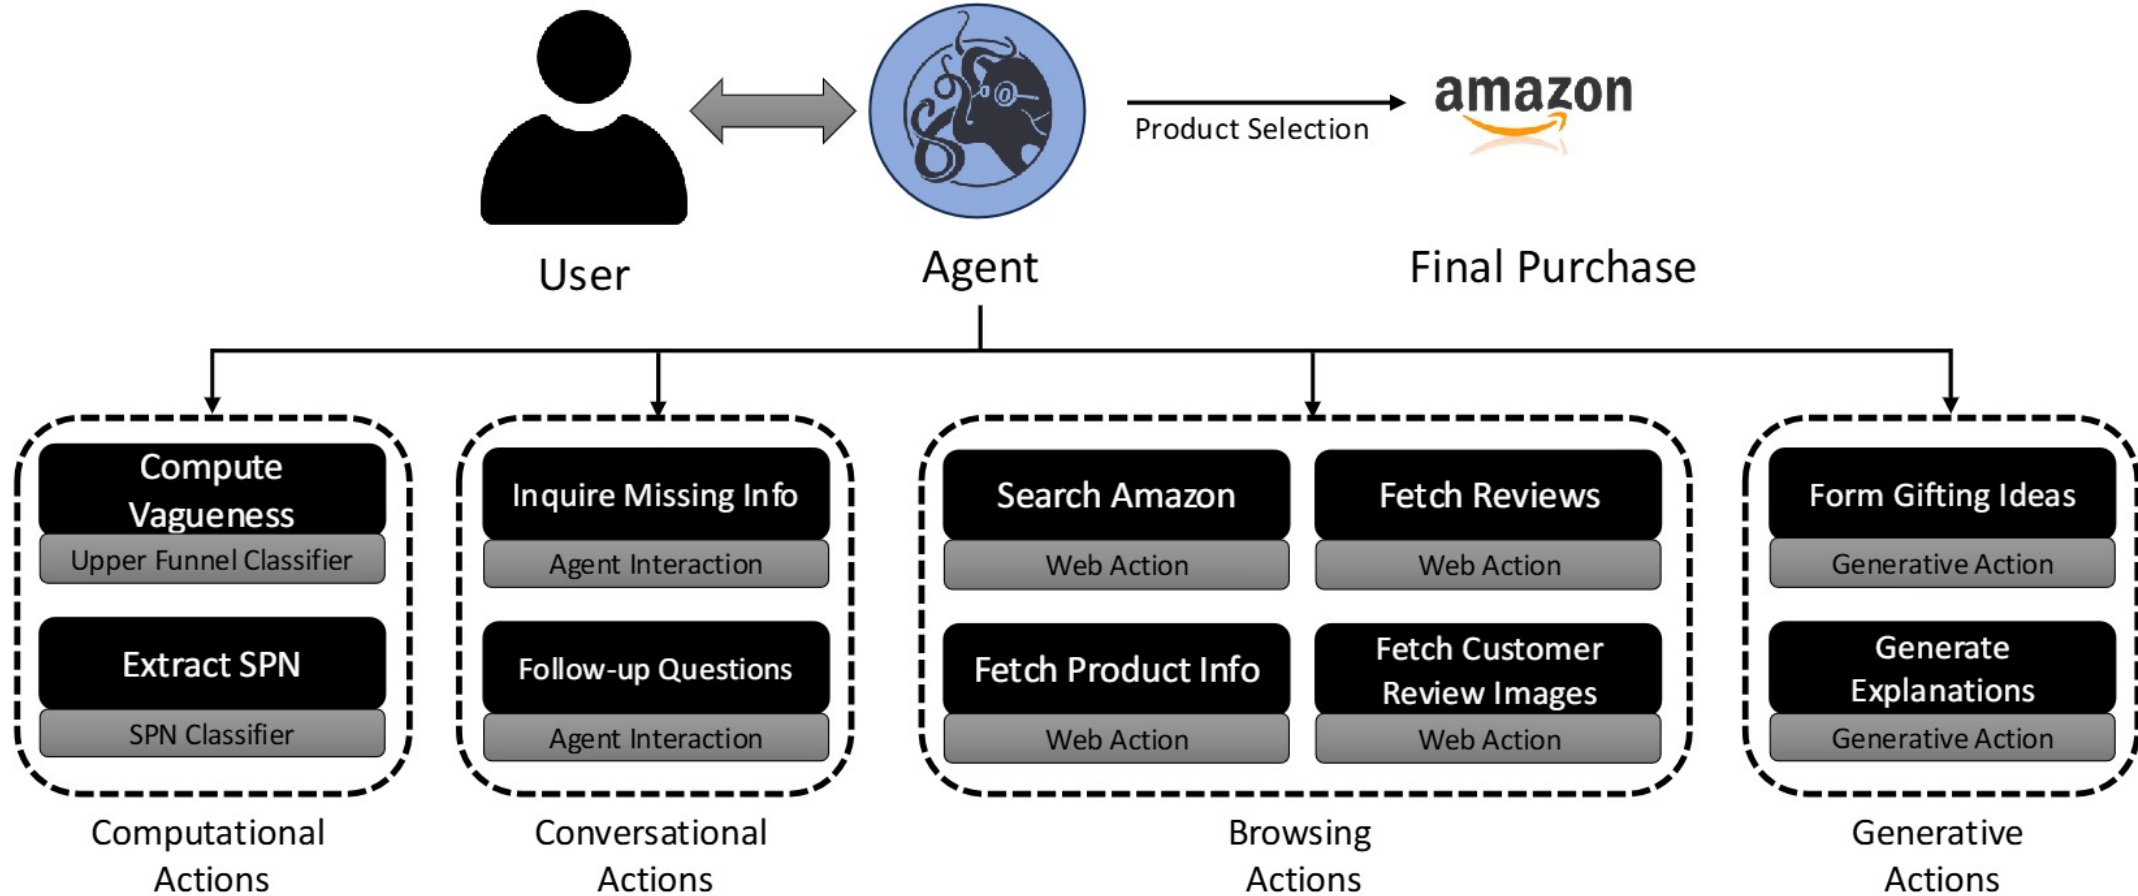 amazon
Product Selection
User
Agent
Final Purchase
Compute
Vagueness
Upper Funnel Classifier
Extract SPN
SPN Classifier
Computational
Actions
Inquire Missing Info
Agent Interaction
Follow-up Questions
Agent Interaction
Conversational
Actions
Search Amazon
Web Action
Fetch Reviews
Web Action
Fetch Product Info
Web Action
Fetch Customer
Review Images
Web Action
Browsing
Actions
Form Gifting Ideas
Generative Action
Generate
Explanations
Generative Action
Generative
Actions